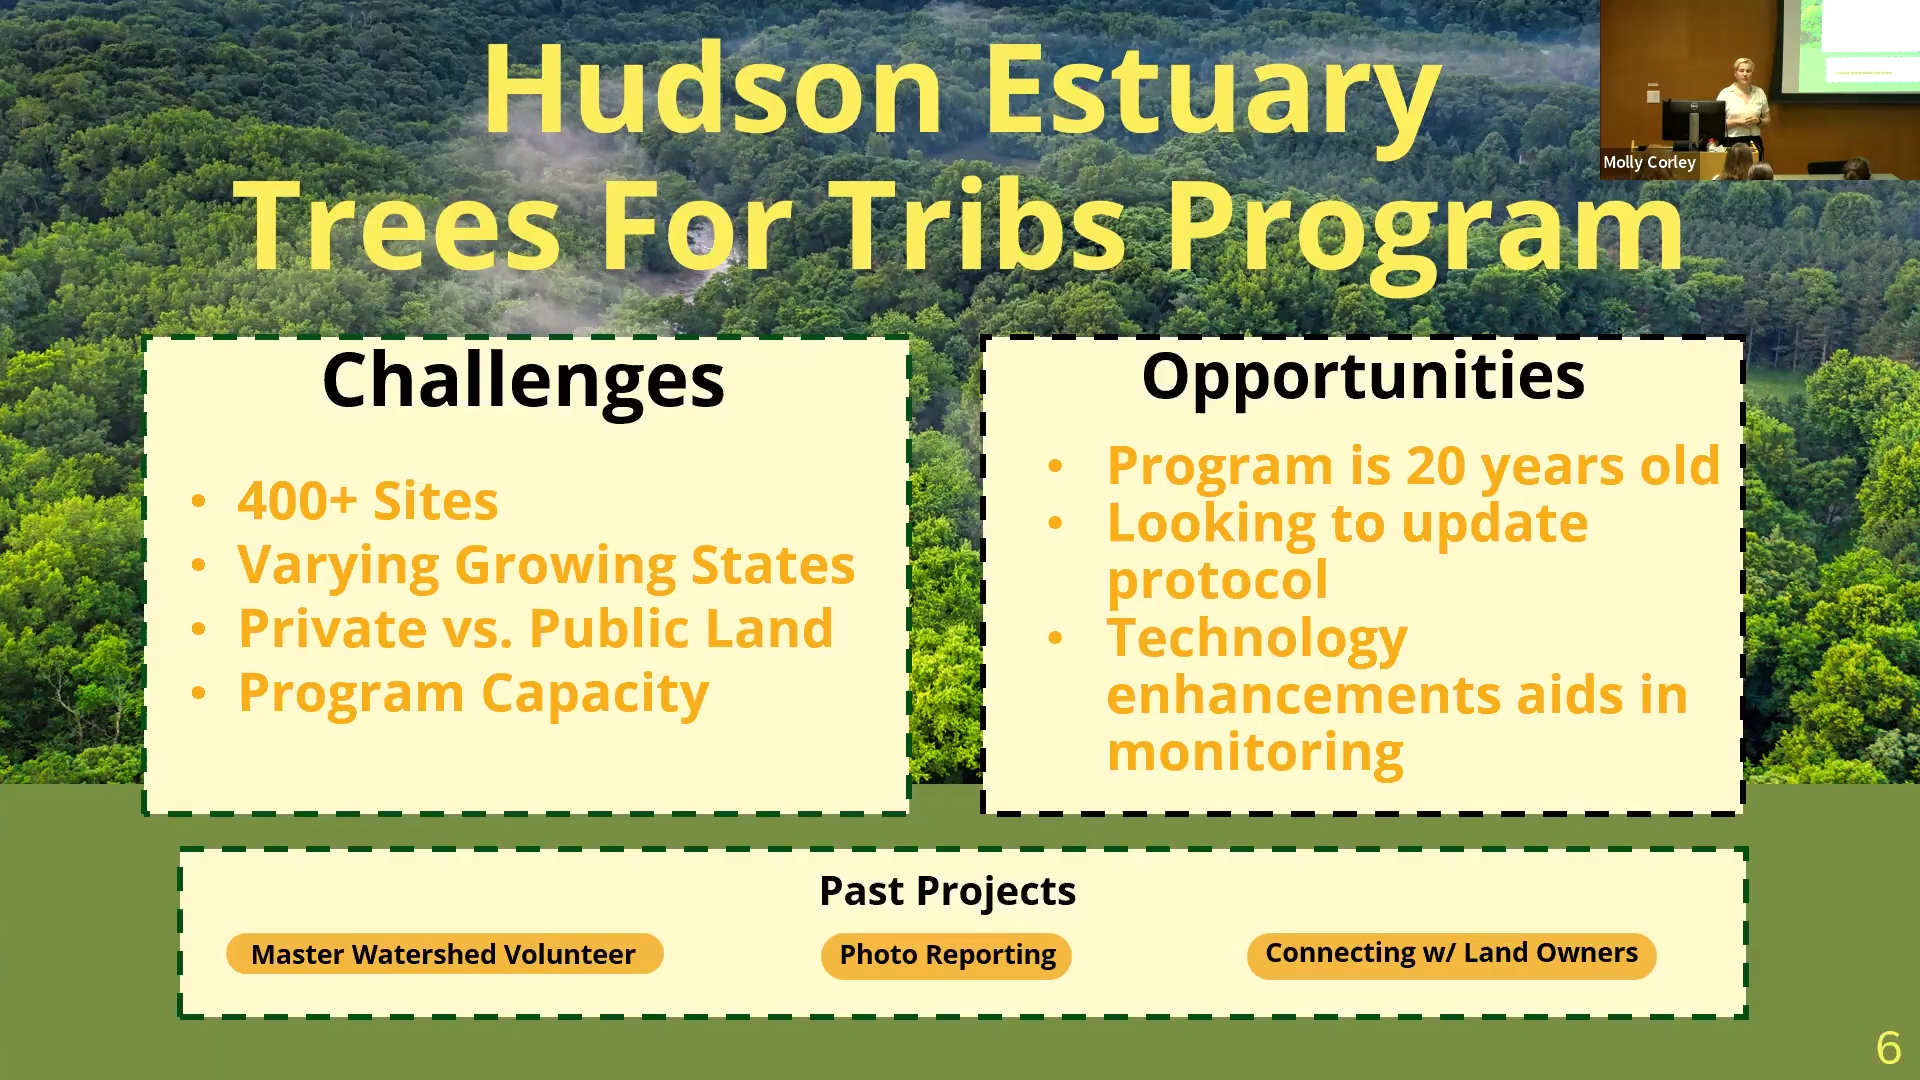 Hudson Estuary
Trees For Tribs Program
Molly Corley
Challenges
• 400+ Sites
• Varying Growing States
• Private vs. Public Land
• Program Capacity
Opportunities
• Program is 20 years old
• Looking to update
protocol
• Technology
enhancements aids in
monitoring
Past Projects
Master Watershed Volunteer
Photo Reporting
Connecting w/ Land Owners
6